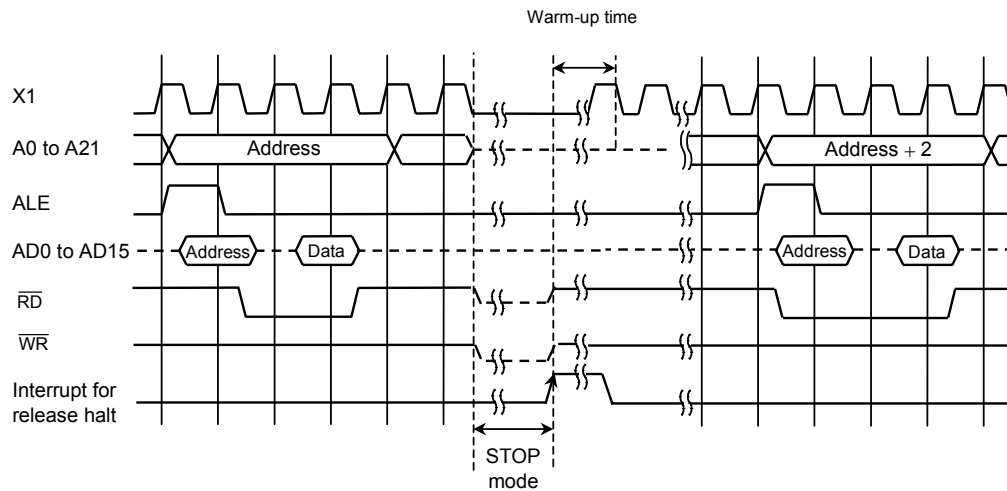 Warm-up time
X1
A0 to A21
Address
Address + 2
ALE
AD0 to AD15
Address
Data
Address
Data
RD
WR
Interrupt for
release halt
STOP
mode